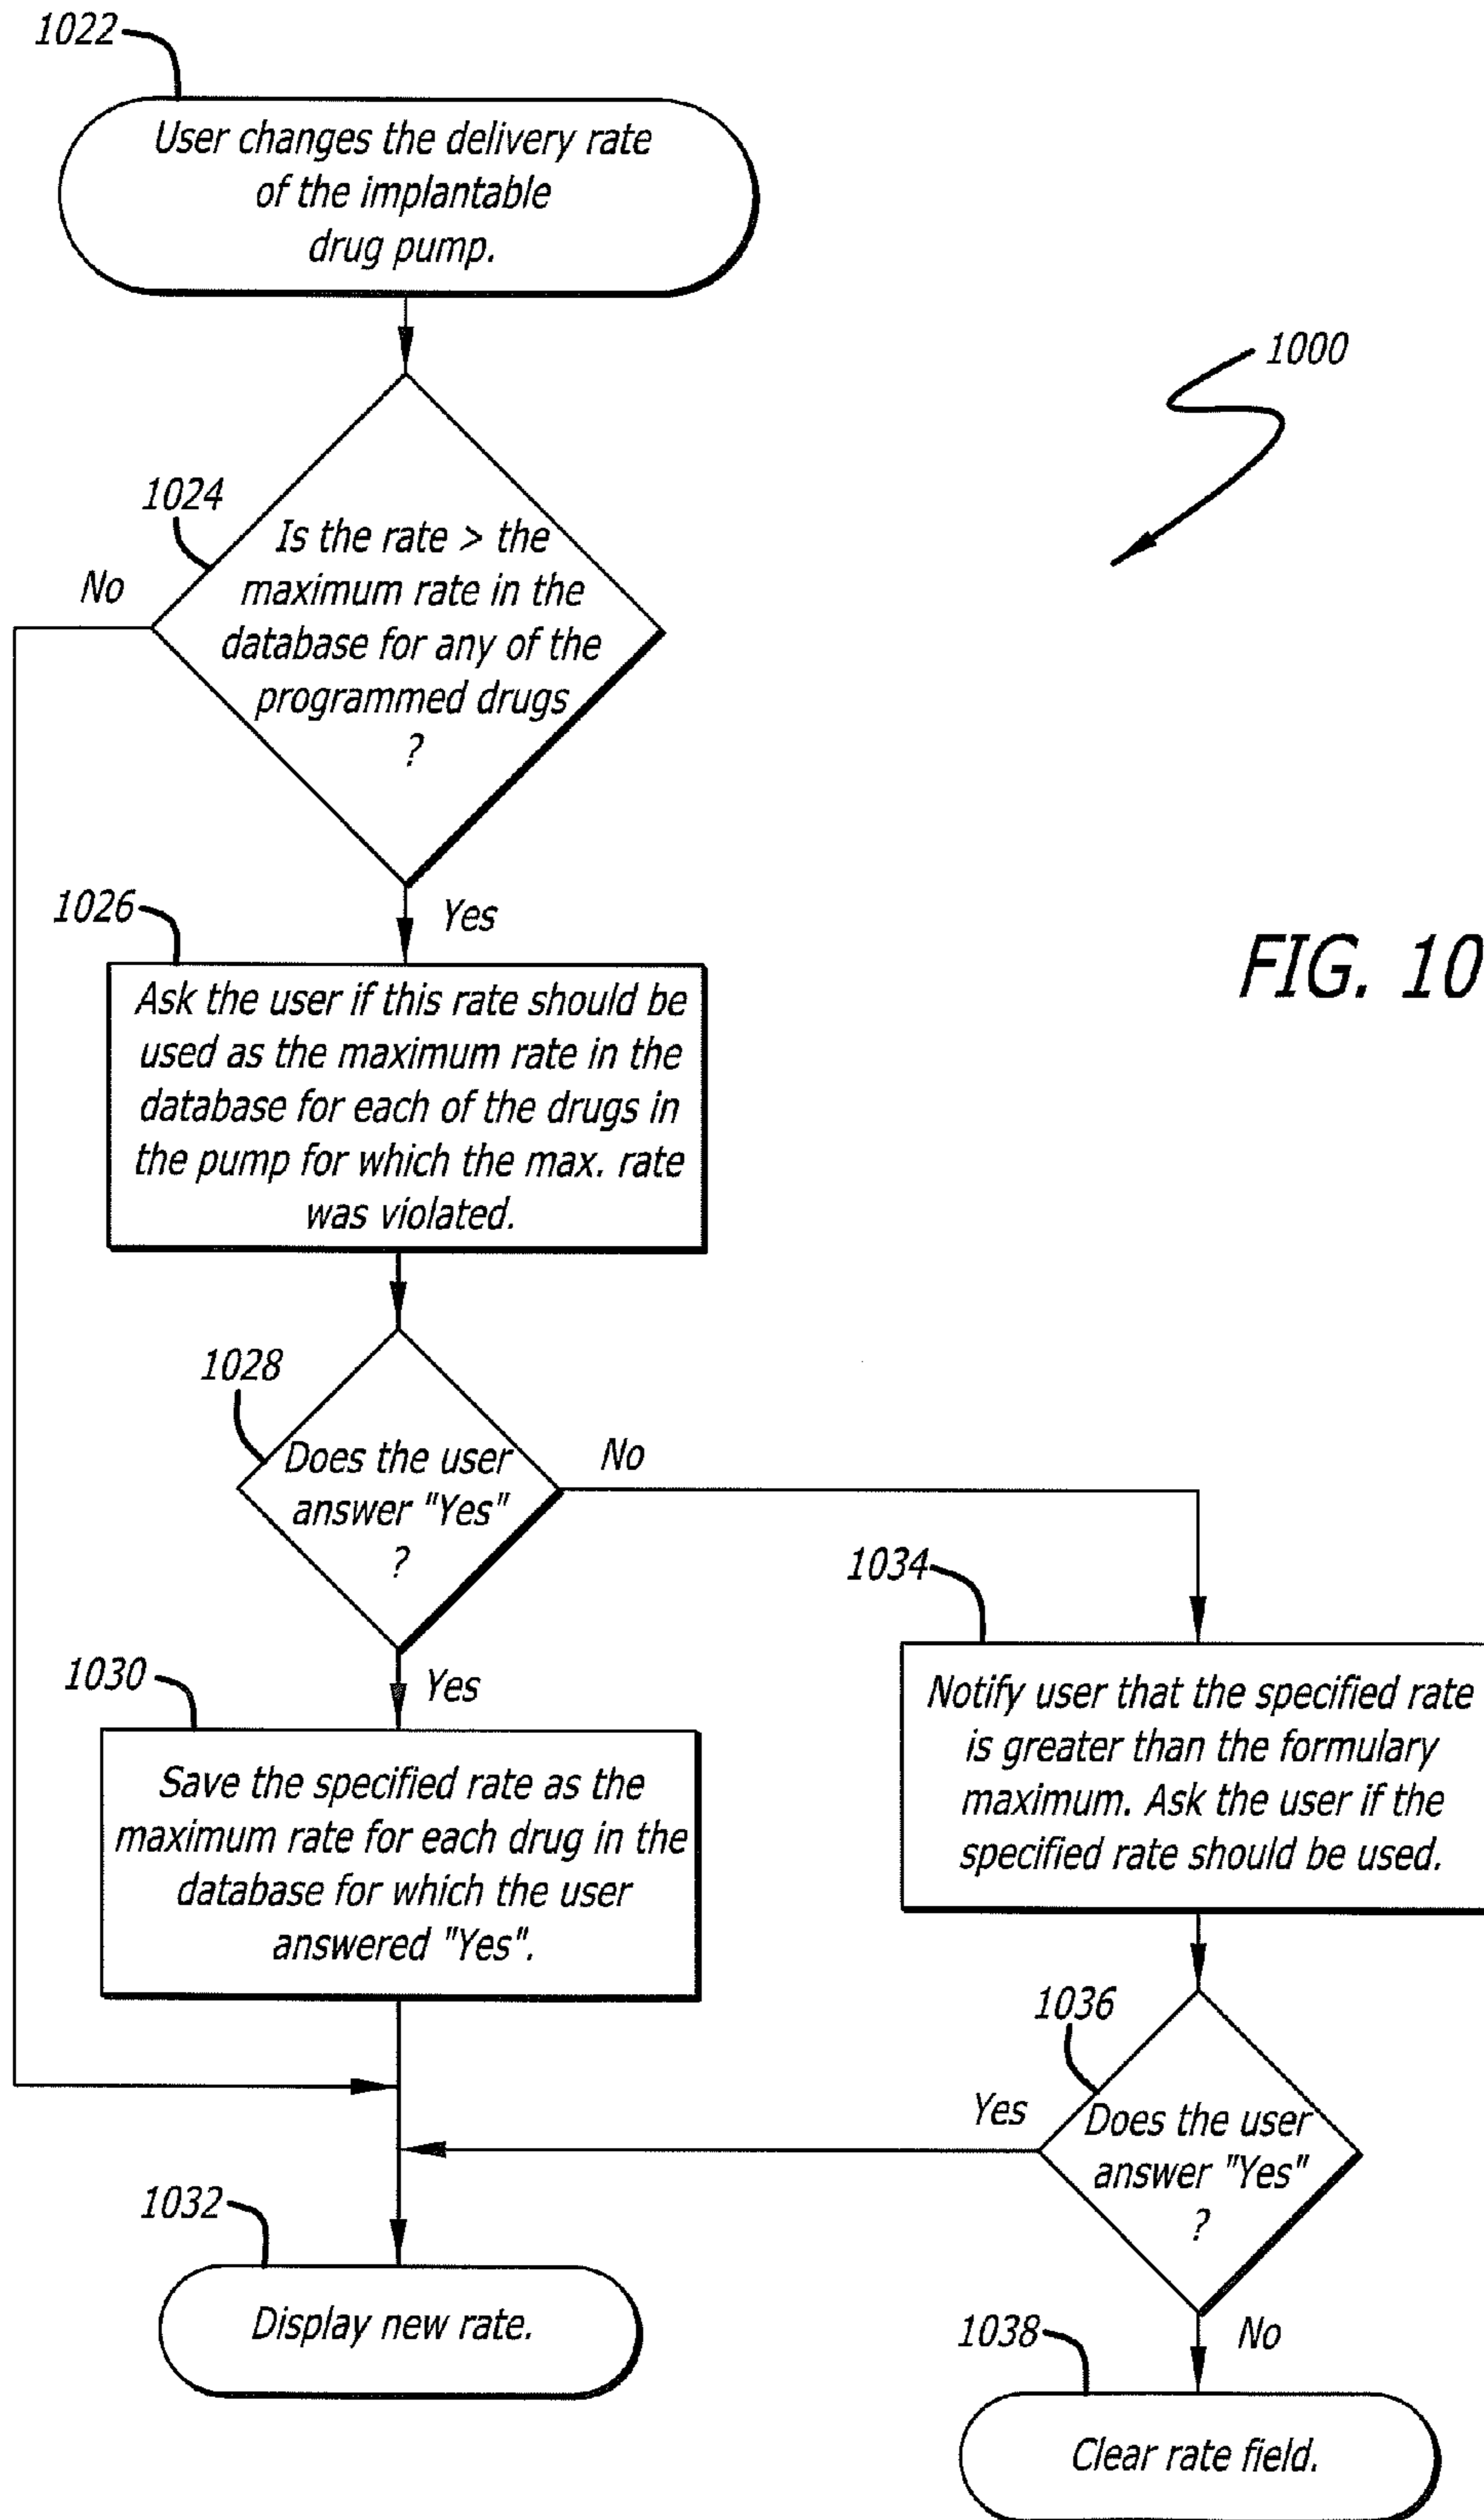 1022
User changes the delivery rate
of the implantable
drug pump.
1000
1024
No
Is the rate > the
maximum rate in the
database for any of the
programmed drugs
?
Yes
1026
FIG. 10
Ask the user if this rate should be
used as the maximum rate in the
database for each of the drugs in
the pump for which the max. rate
was violated.
1028
Does the user
answer "Yes"
?
No
1034
Yes
1030
Notify user that the specified rate
is greater than the formulary
maximum. Ask the user if the
specified rate should be used.
Save the specified rate as the
maximum rate for each drug in the
database for which the user
answered "Yes".
1036
Yes
Does the user
answer "Yes"
?
1032
Display new rate.
No
1038
Clear rate field.